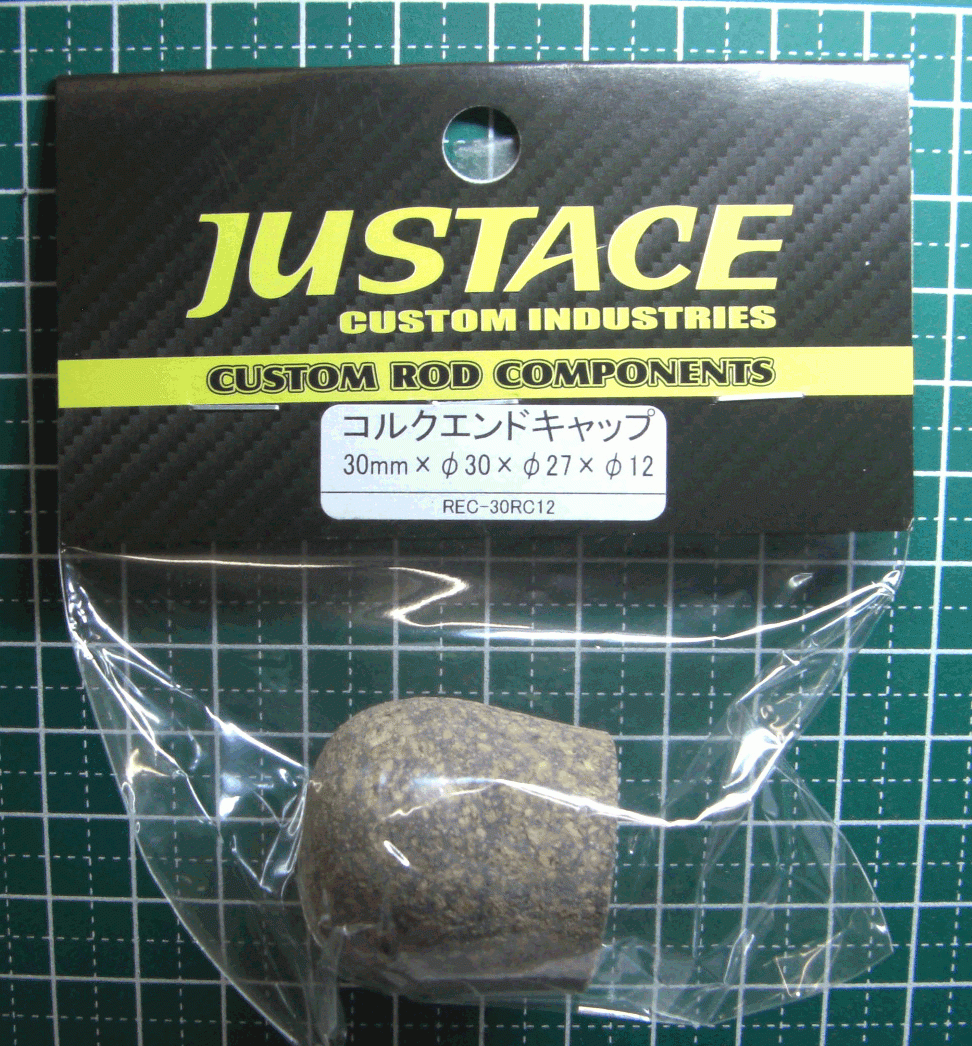 JUSTACE
CUSTOM INDUSTRIES
CUSTOM ROD COMPONENTS
コルクエンドキャップ
30mm×φ30×φ27×φ12
REC-30RC12